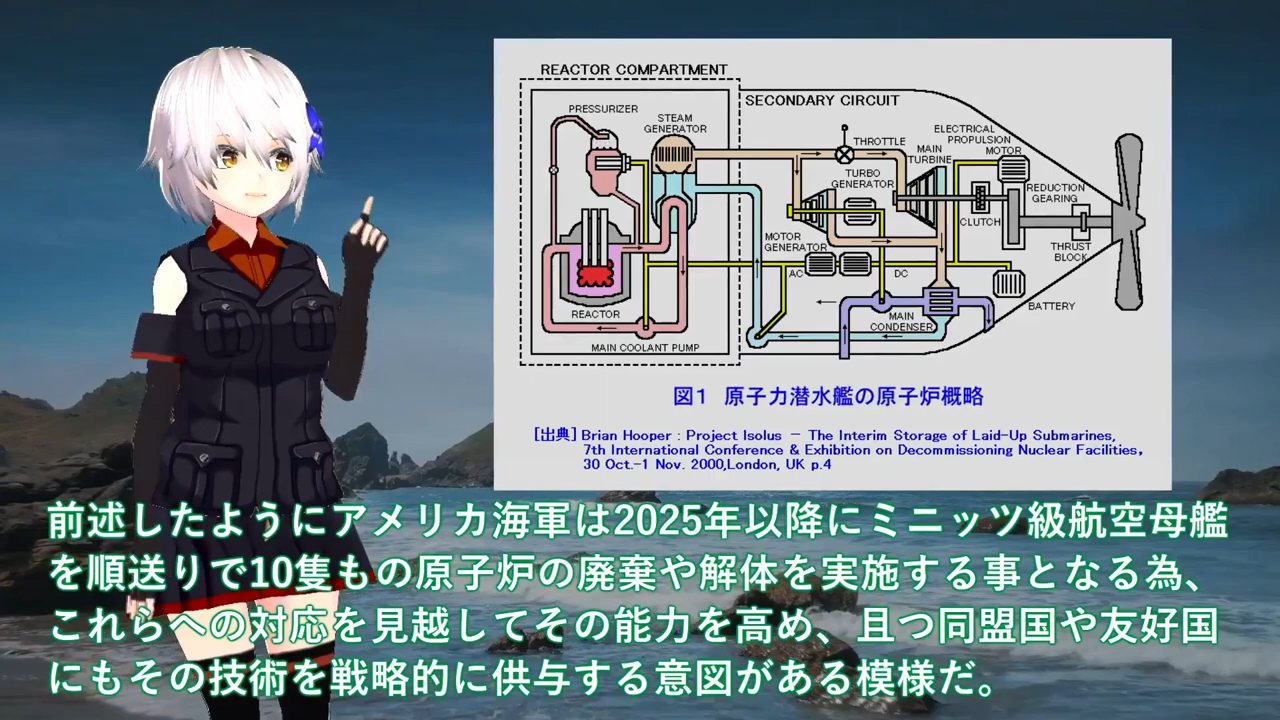 REACTOR COMPARTMENT
SECONDARY CIRCUIT
PRESSURIZER
STEAM
GENERATOR
THROTTLE
ELECTRICAL
PROPULSION
MOTOR
MAIN
TURBINE
TURBO
GENERATOR
REDUCTION
GEARING
CLUTCH
MOTOR
GENERATOR
THRUST
BLOCK
AC
DC
REACTOR
BATTERY
MAIN
CONDENSER
MAIN COOLANT PUMP
図1 原子力潜水艦の原子炉概略
[出典] Brian Hooper : Project Isolus － The Interim Storage of Laid-Up Submarines,
7th International Conference & Exhibition on Decommissioning Nuclear Facilities,
30 Oct.-1 Nov. 2000,London, UK p.4
前述したようにアメリカ海軍は2025年以降にミニッツ級航空母艦
を順送りで10隻もの原子炉の廃棄や解体を実施する事となる為、
これらへの対応を見越してその能力を高め、且つ同盟国や友好国
にもその技術を戦略的に供与する意図がある模様だ。